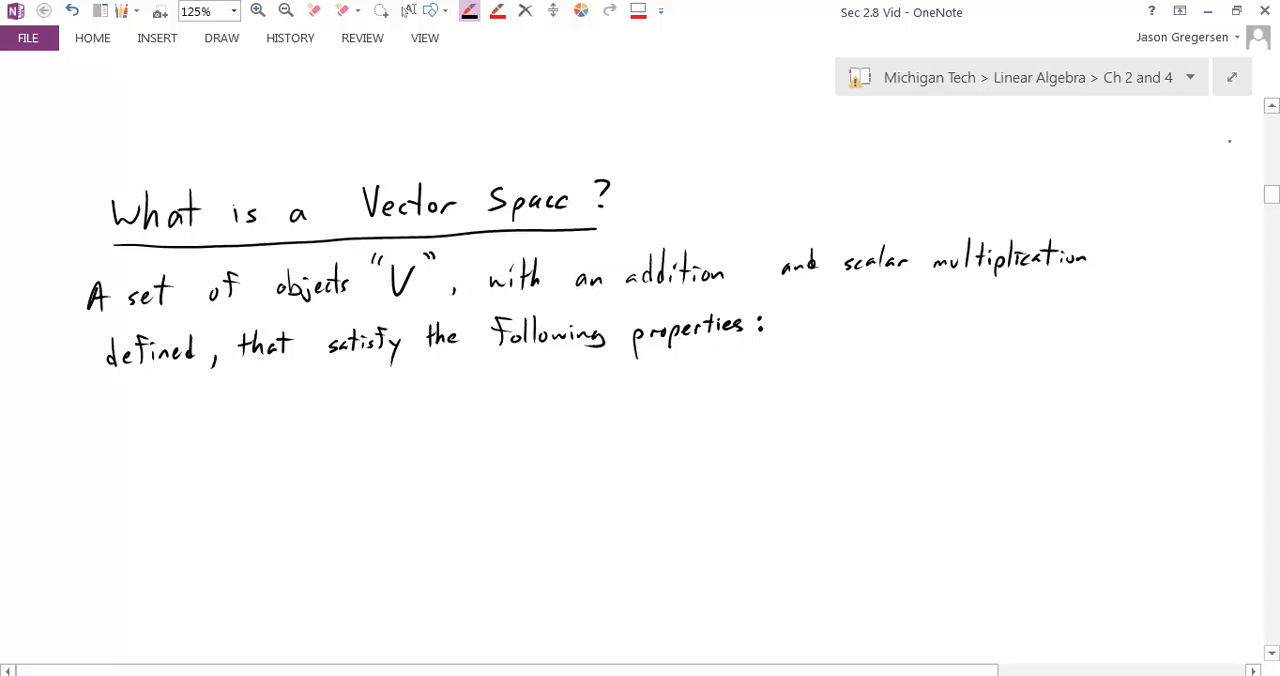 125%
Sec 2.8 Vid - OneNote
?
FILE HOME INSERT DRAW HISTORY REVIEW VIEW
Jason Gregersen
Michigan Tech > Linear Algebra > Ch 2 and 4
What is a Vector Space ?
A set of objects "V", with an addition and scalar multiplication
defined, that satisfy the following properties: